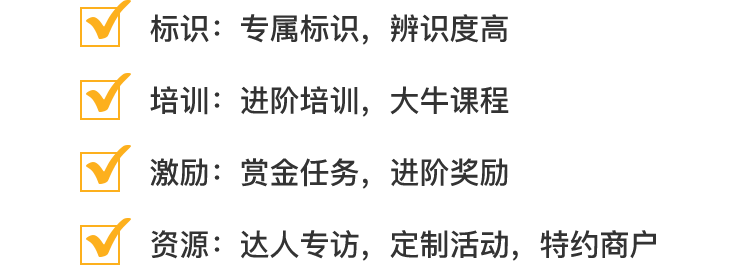 标识：专属标识，辨识度高
培训：进阶培训，大牛课程
激励：赏金任务，进阶奖励
资源：达人专访，定制活动，特约商户